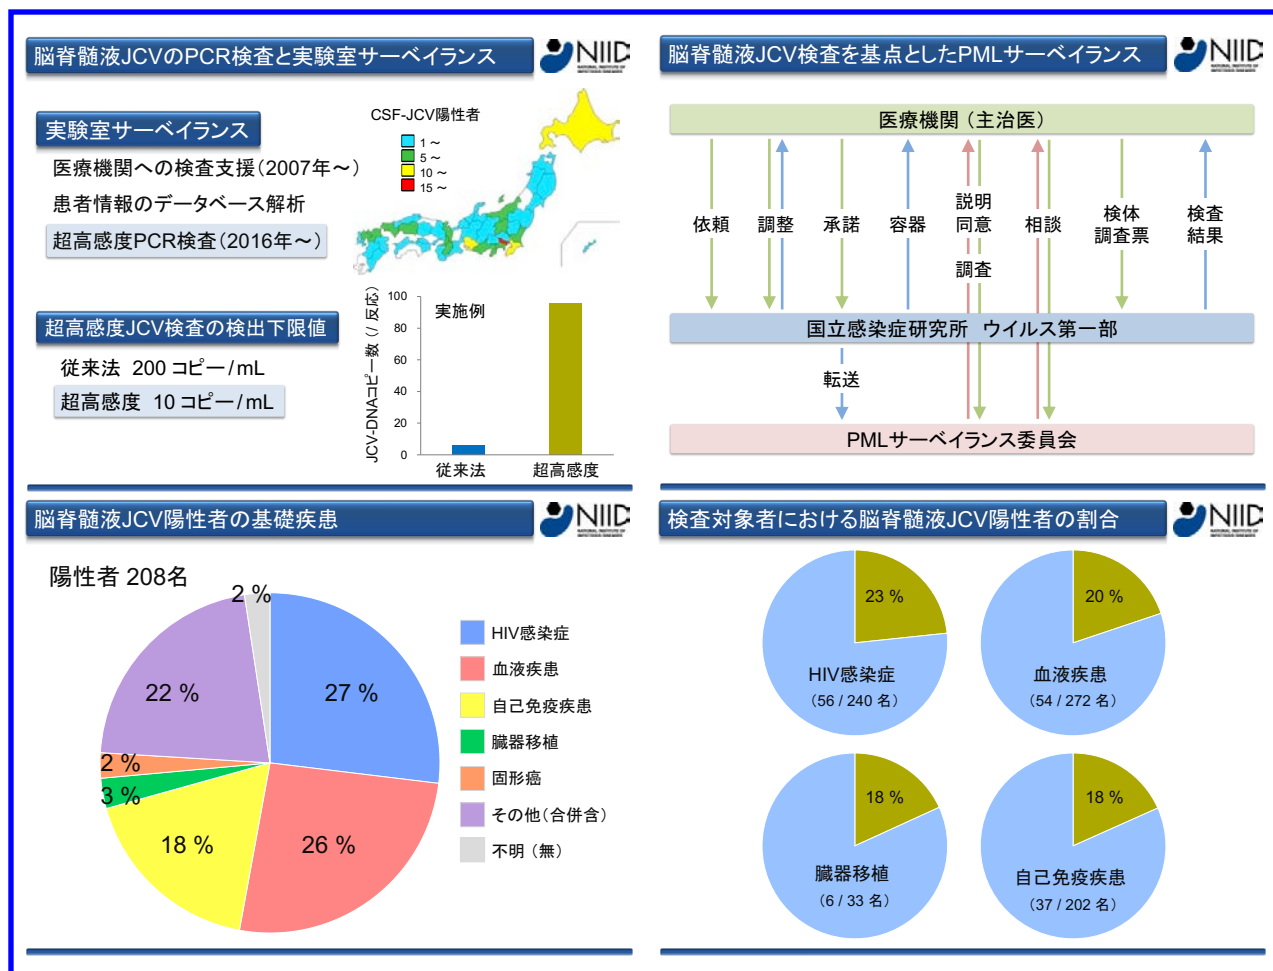 脳脊髄液JCVのPCR検査と実験室サーベイランス
NIID
実験室サーベイランス
医療機関への検査支援(2007年～)
患者情報のデータベース解析
超高感度PCR検査(2016年～)
CSF-JCV陽性者
1 ～
5 ～
10 ～
15 ～
超高感度JCV検査の検出下限値
従来法 200 コピー/mL
超高感度 10 コピー/mL
JCV-DNAコピー数 (/ 反応)
実施例
100
80
60
40
20
0
従来法
超高感度
脳脊髄液JCV検査を基点としたPMLサーベイランス
NIID
医療機関 (主治医)
依頼
調整
承諾
容器
説明
同意
調査
相談
検体
調査票
検査
結果
国立感染症研究所 ウイルス第一部
転送
PMLサーベイランス委員会
脳脊髄液JCV陽性者の基礎疾患
NIID
陽性者 208名
2 %
27 %
22 %
2 %
3 %
18 %
26 %
HIV感染症
血液疾患
自己免疫疾患
臓器移植
固形癌
その他(合併含)
不明 (無)
検査対象者における脳脊髄液JCV陽性者の割合
NIID
23 %
HIV感染症
(56 / 240 名)
20 %
血液疾患
(54 / 272 名)
18 %
臓器移植
(6 / 33 名)
18 %
自己免疫疾患
(37 / 202 名)